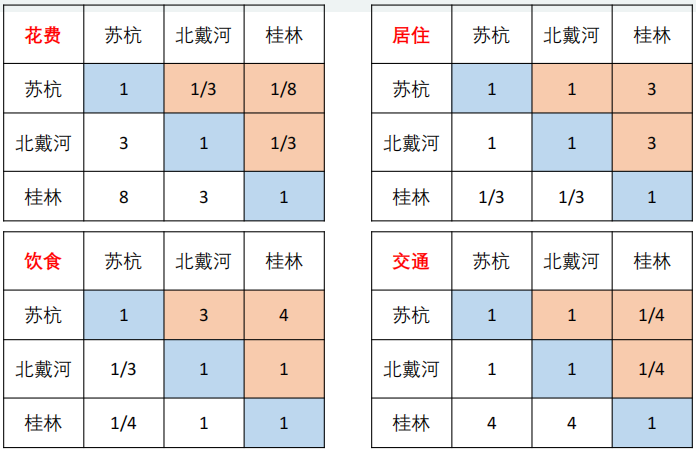 花费 苏杭 北戴河 桂林
苏杭 1 1/3 1/8
北戴河 3 1 1/3
桂林 8 3 1
居住 苏杭 北戴河 桂林
苏杭 1 1 3
北戴河 1 1 3
桂林 1/3 1/3 1
饮食 苏杭 北戴河 桂林
苏杭 1 3 4
北戴河 1/3 1 1
桂林 1/4 1 1
交通 苏杭 北戴河 桂林
苏杭 1 1 1/4
北戴河 1 1 1/4
桂林 4 4 1